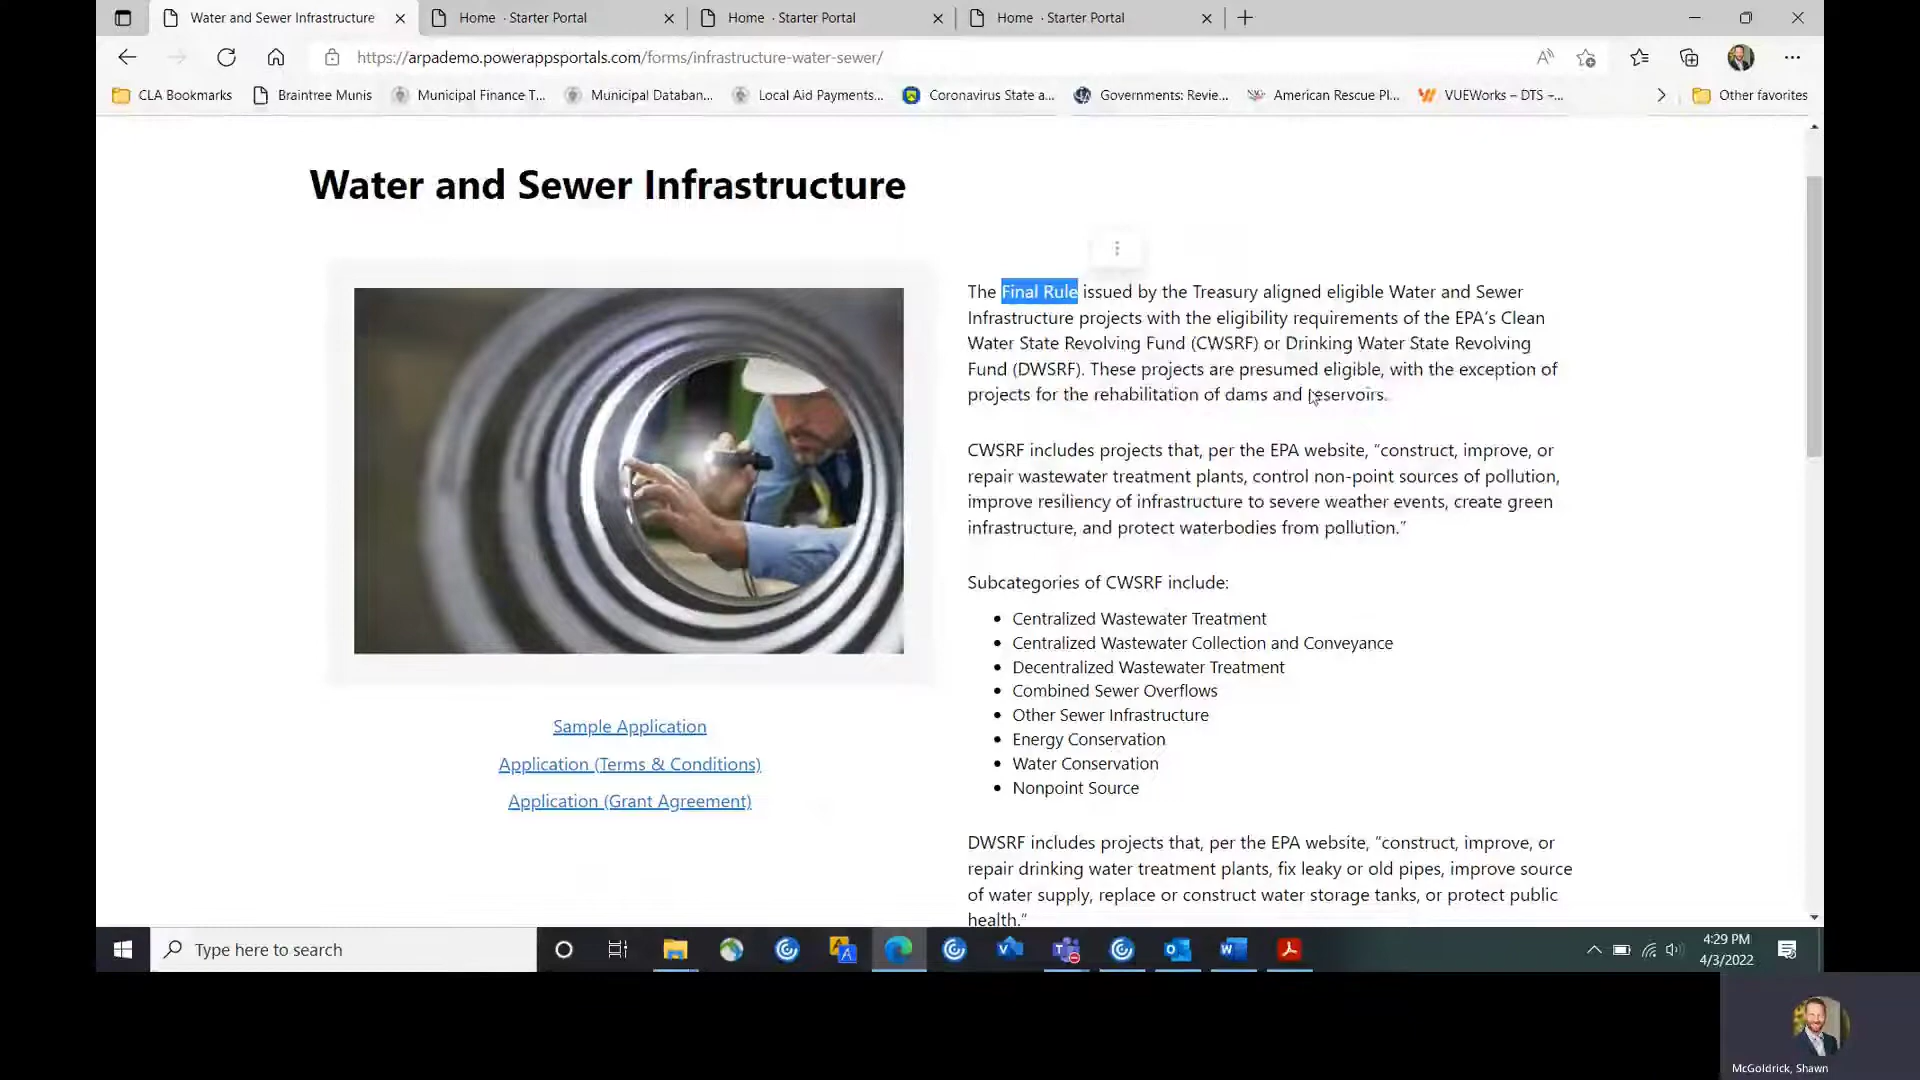 Water and Sewer Infrastructure
Home · Starter Portal
Home · Starter Portal
Home · Starter Portal
https://arpademo.powerappsportals.com/forms/infrastructure-water-sewer/
CLA Bookmarks
Braintree Munis
Municipal Finance T...
Municipal Databan...
Local Aid Payments...
Coronavirus State a...
Governments: Revie...
American Rescue Pl...
VUEWorks – DTS –...
Other favorites
Water and Sewer Infrastructure
Sample Application
Application (Terms & Conditions)
Application (Grant Agreement)
The Final Rule issued by the Treasury aligned eligible Water and Sewer
Infrastructure projects with the eligibility requirements of the EPA's Clean
Water State Revolving Fund (CWSRF) or Drinking Water State Revolving
Fund (DWSRF). These projects are presumed eligible, with the exception of
projects for the rehabilitation of dams and reservoirs.
CWSRF includes projects that, per the EPA website, “construct, improve, or
repair wastewater treatment plants, control non-point sources of pollution,
improve resiliency of infrastructure to severe weather events, create green
infrastructure, and protect waterbodies from pollution.”
Subcategories of CWSRF include:
• Centralized Wastewater Treatment
• Centralized Wastewater Collection and Conveyance
• Decentralized Wastewater Treatment
• Combined Sewer Overflows
• Other Sewer Infrastructure
• Energy Conservation
• Water Conservation
• Nonpoint Source
DWSRF includes projects that, per the EPA website, “construct, improve, or
repair drinking water treatment plants, fix leaky or old pipes, improve source
of water supply, replace or construct water storage tanks, or protect public
health.”
Type here to search
4:29 PM
4/3/2022
McGoldrick, Shawn